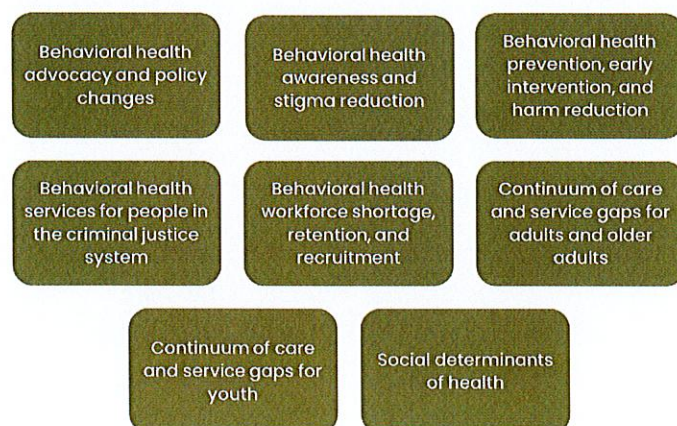 Behavioral health
advocacy and policy
changes
Behavioral health
awareness and
stigma reduction
Behavioral health
prevention, early
intervention, and
harm reduction
Behavioral health
services for people in
the criminal justice
system
Behavioral health
workforce shortage,
retention, and
recruitment
Continuum of care
and service gaps for
adults and older
adults
Continuum of care
and service gaps for
youth
Social determinants
of health